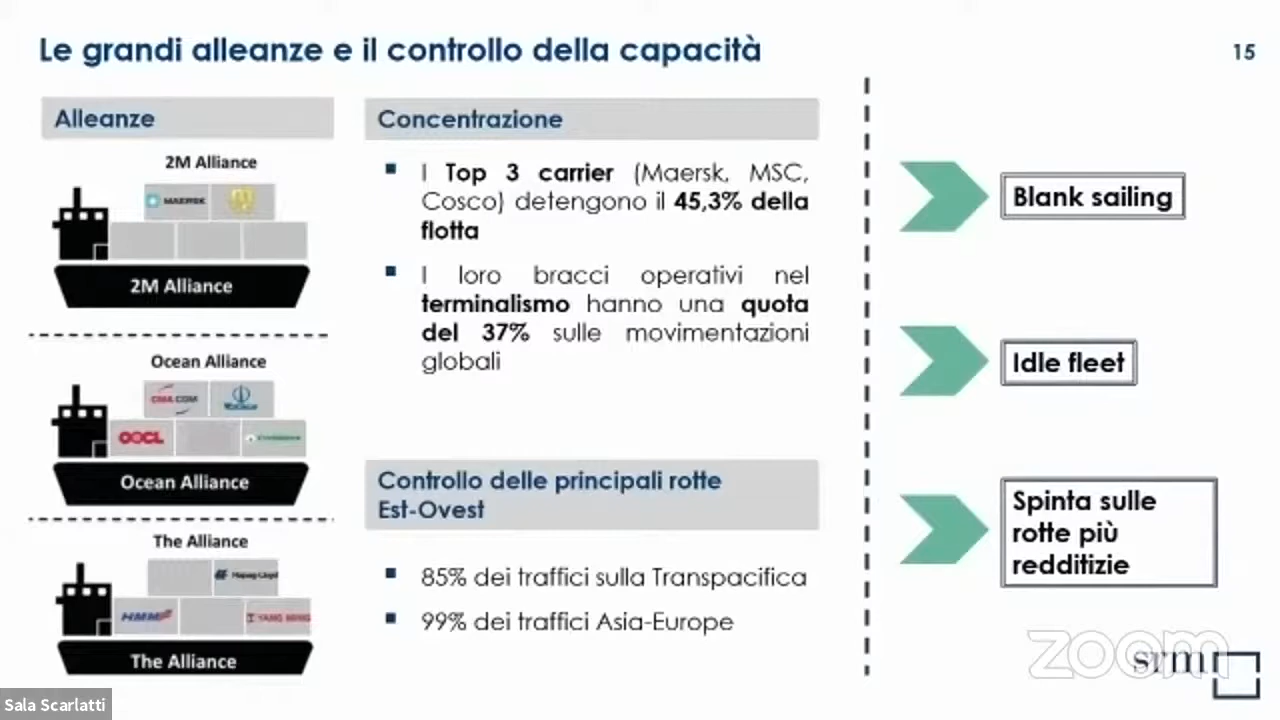 Le grandi alleanze e il controllo della capacità
15
Alleanze
2M Alliance
MAERSK
2M Alliance
Ocean Alliance
CMA CGM
OOCL
Ocean Alliance
The Alliance
Hapag-Lloyd
HMM
YANG MING
The Alliance
Concentrazione
I Top 3 carrier (Maersk, MSC,
Cosco) detengono il 45,3% della
flotta
I loro bracci operativi nel
terminalismo hanno una quota
del 37% sulle movimentazioni
globali
Controllo delle principali rotte
Est-Ovest
85% dei traffici sulla Transpacifica
99% dei traffici Asia-Europe
Blank sailing
Idle fleet
Spinta sulle
rotte più
redditizie
zoom
srm
Sala Scarlatti